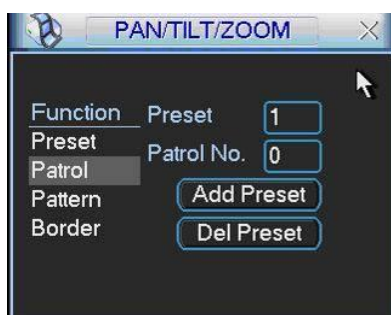 PAN/TILT/ZOOM
Function
Preset
Patrol
Pattern
Border
Preset 1
Patrol No. 0
Add Preset
Del Preset